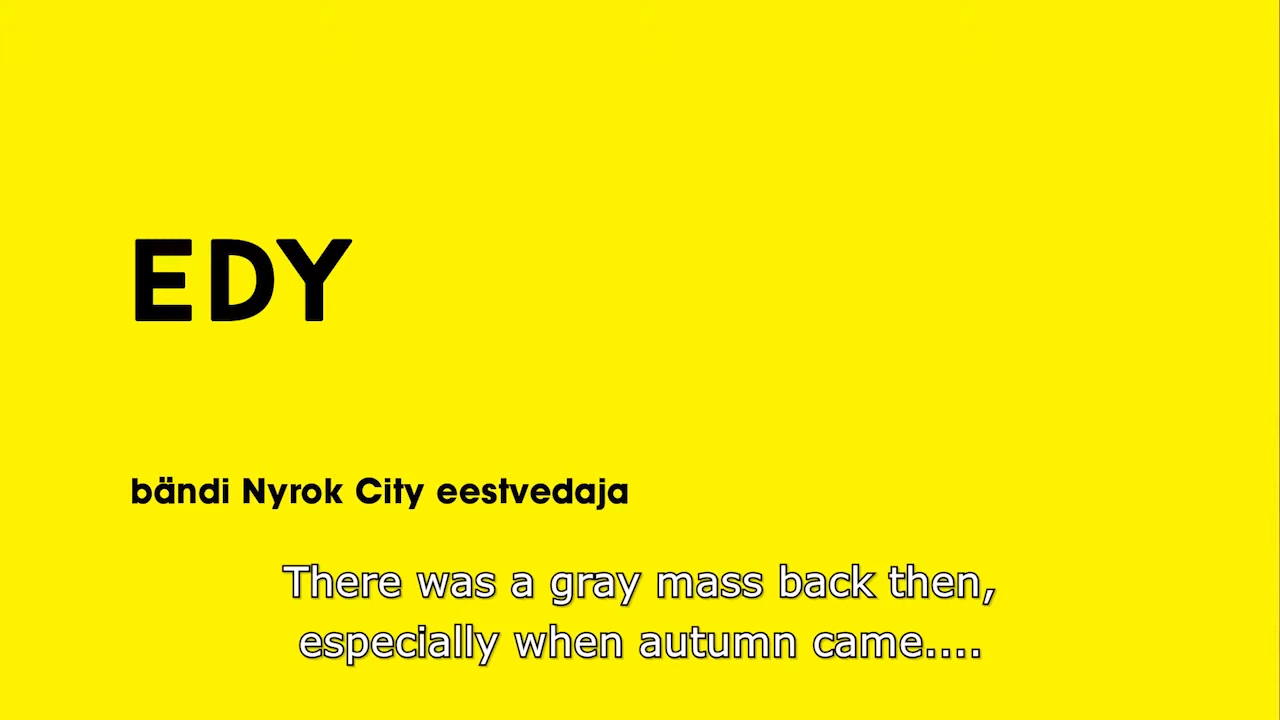 EDY
bändi Nyrok City eestvedaja
There was a gray mass back then,
especially when autumn came....